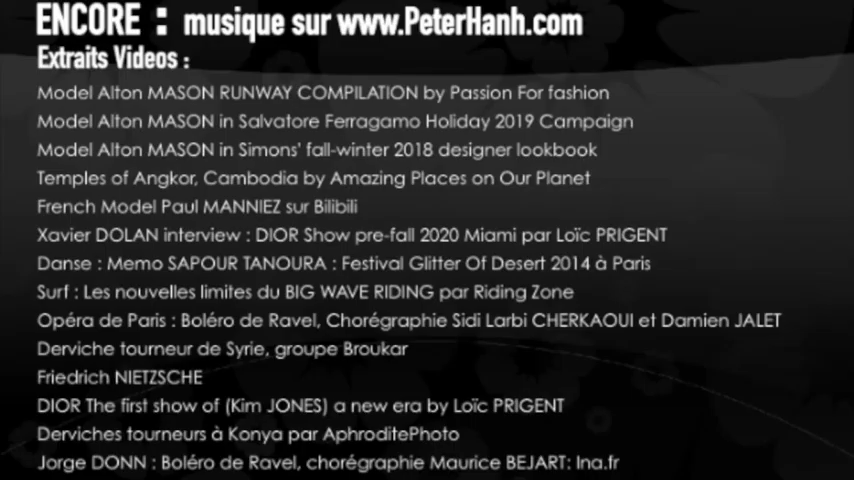 ENCORE : musique sur www.PeterHanh.com
Extraits Videos :
Model Alton MASON RUNWAY COMPILATION by Passion For fashion
Model Alton MASON in Salvatore Ferragamo Holiday 2019 Campaign
Model Alton MASON in Simons' fall-winter 2018 designer lookbook
Temples of Angkor, Cambodia by Amazing Places on Our Planet
French Model Paul MANNIEZ sur Bilibili
Xavier DOLAN interview : DIOR Show pre-fall 2020 Miami par Loïc PRIGENT
Danse : Memo SAPOUR TANOURA : Festival Glitter Of Desert 2014 à Paris
Surf : Les nouvelles limites du BIG WAVE RIDING par Riding Zone
Opéra de Paris : Boléro de Ravel, Chorégraphie Sidi Larbi CHERKAOUI et Damien JALET
Derviche tourneur de Syrie, groupe Broukar
Friedrich NIETZSCHE
DIOR The first show of (Kim JONES) a new era by Loïc PRIGENT
Derviches tourneurs à Konya par AphroditePhoto
Jorge DONN : Boléro de Ravel, chorégraphie Maurice BEJART: Ina.fr